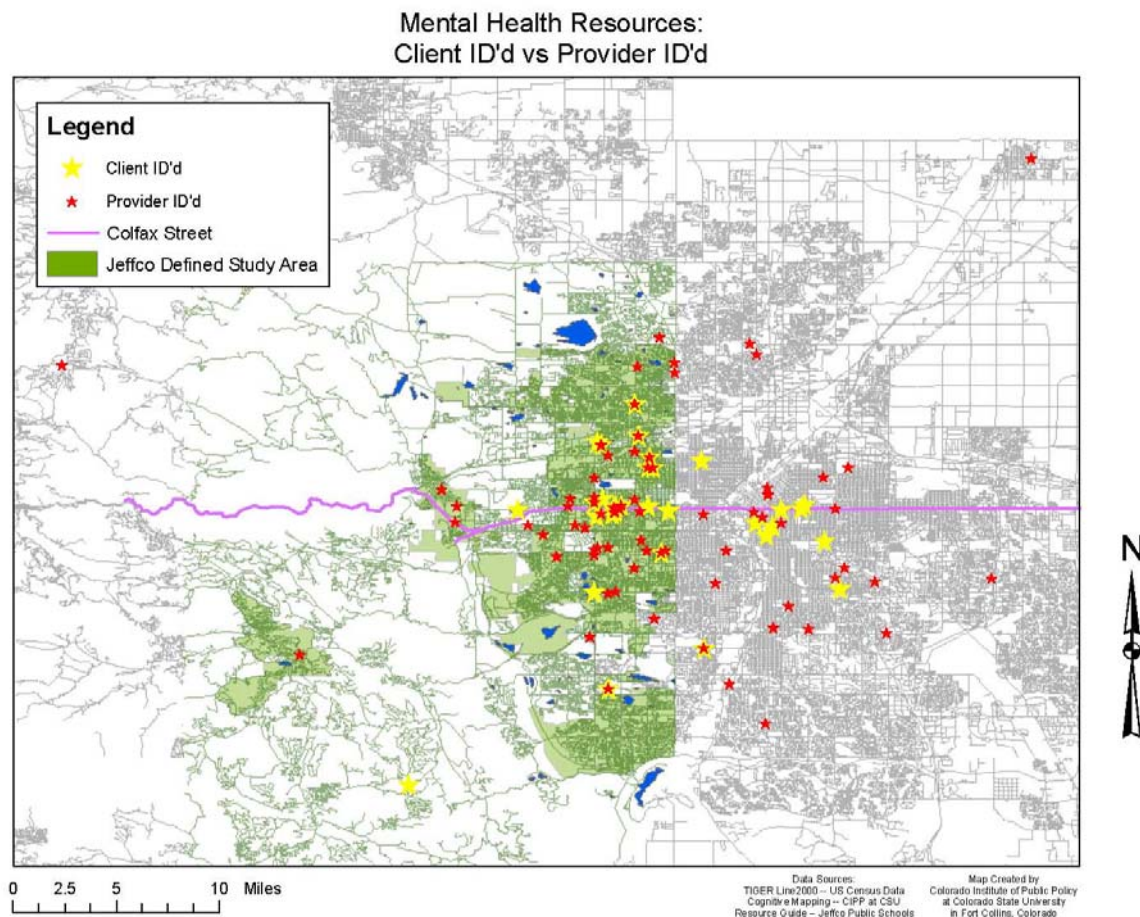 Mental Health Resources:
Client ID'd vs Provider ID'd
Legend
Client ID'd
Provider ID'd
Colfax Street
Jeffco Defined Study Area
N
0 2.5 5 10 Miles
Data Sources:
TIGER Line2000 -- US Census Data
Cognitive Mapping -- CIPP at CSU
Resource Guide -- Jeffco Public Schools
Map Created by
Colorado Institute of Public Policy
at Colorado State University
in Fort Collins, Colorado